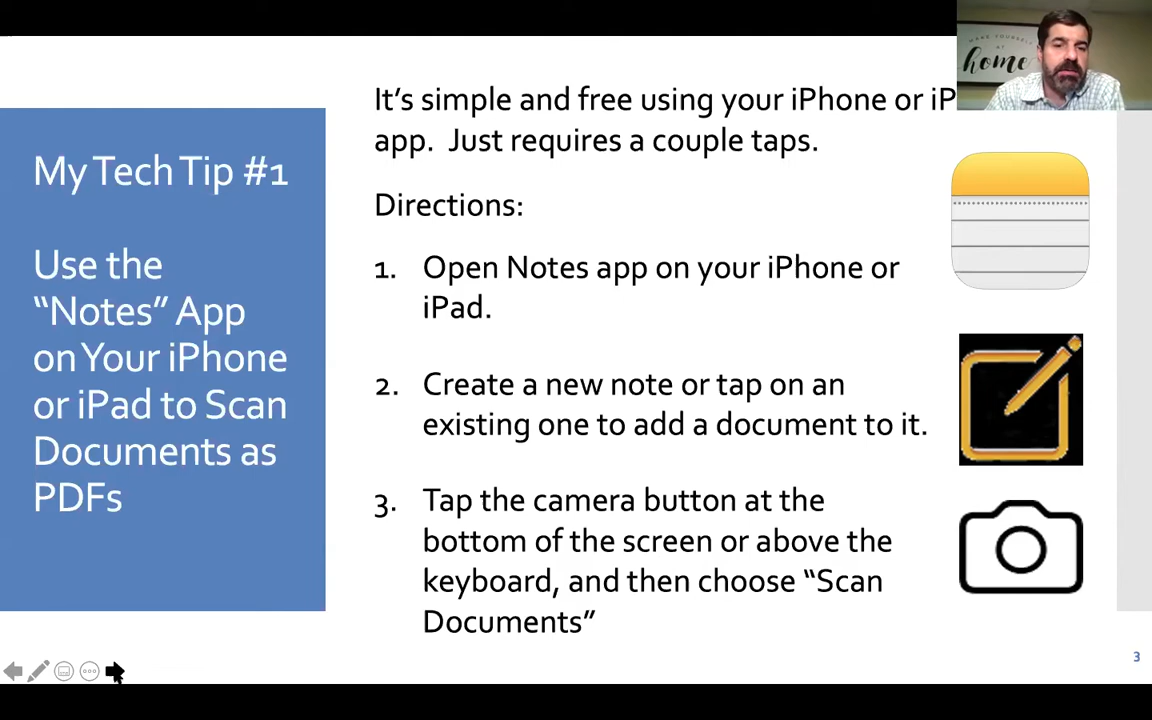 It's simple and free using your iPhone or
app. Just requires a couple taps.
My Tech Tip #1
Use the
“Notes” App
on Your iPhone
or iPad to Scan
Documents as
PDFs
Directions:
1. Open Notes app on your iPhone or
iPad.
2. Create a new note or tap on an
existing one to add a document to it.
3. Tap the camera button at the
bottom of the screen or above the
keyboard, and then choose “Scan
Documents”
MAKE YOURSELF
AT
home
3